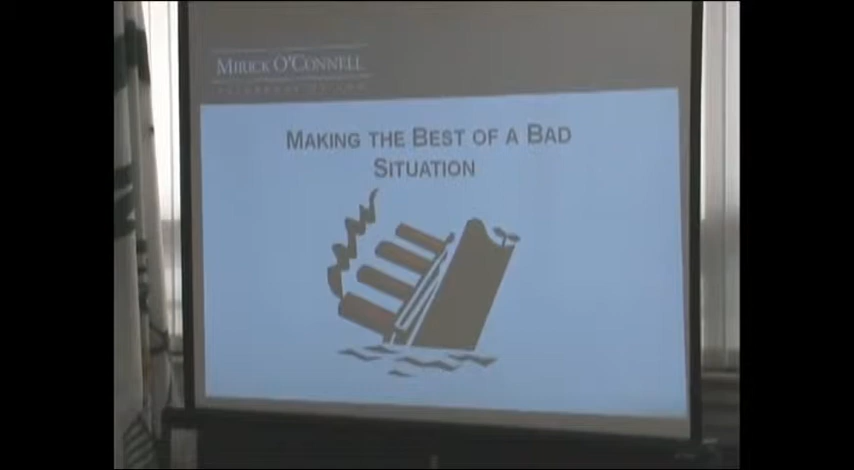 MIRICK O'CONNELL
MAKING THE BEST OF A BAD
SITUATION